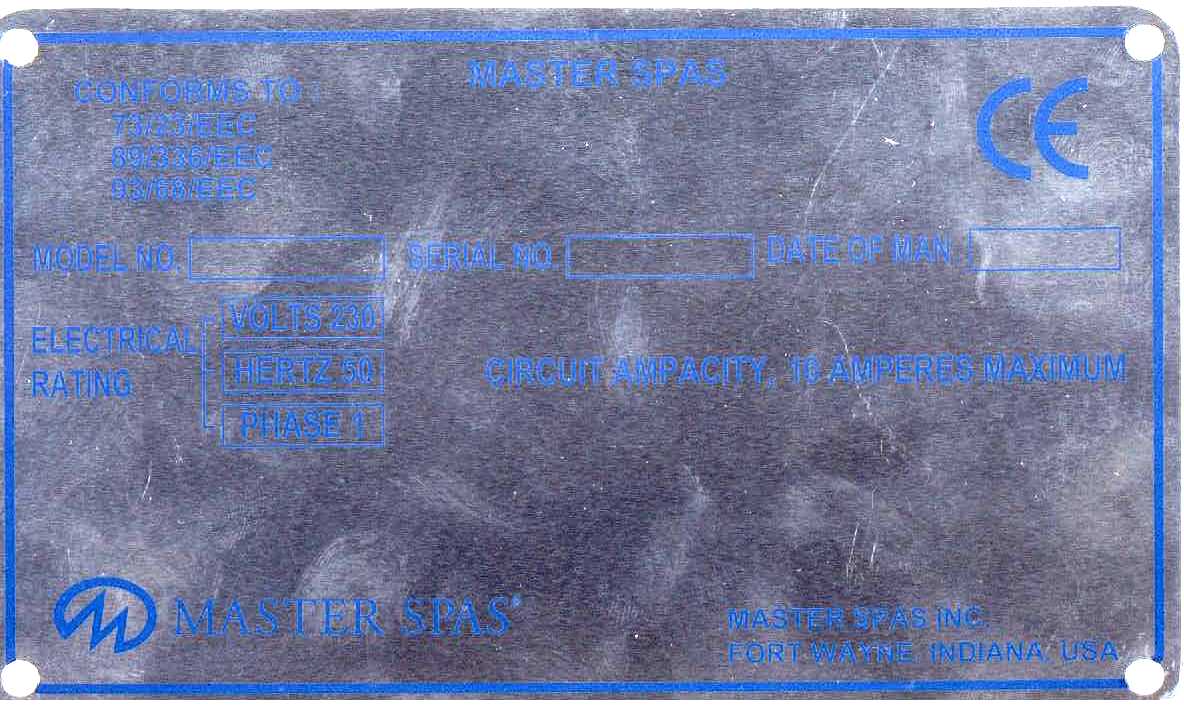 MASTER SPAS
CONFORMS TO :
73/23/EEC
89/336/EEC
93/68/EEC
CE
MODEL NO. SERIAL NO. DATE OF MAN.
ELECTRICAL RATING
VOLTS 230
HERTZ 50
PHASE 1
CIRCUIT AMPACITY, 16 AMPERES MAXIMUM
MASTER SPAS®
MASTER SPAS INC.
FORT WAYNE, INDIANA, USA